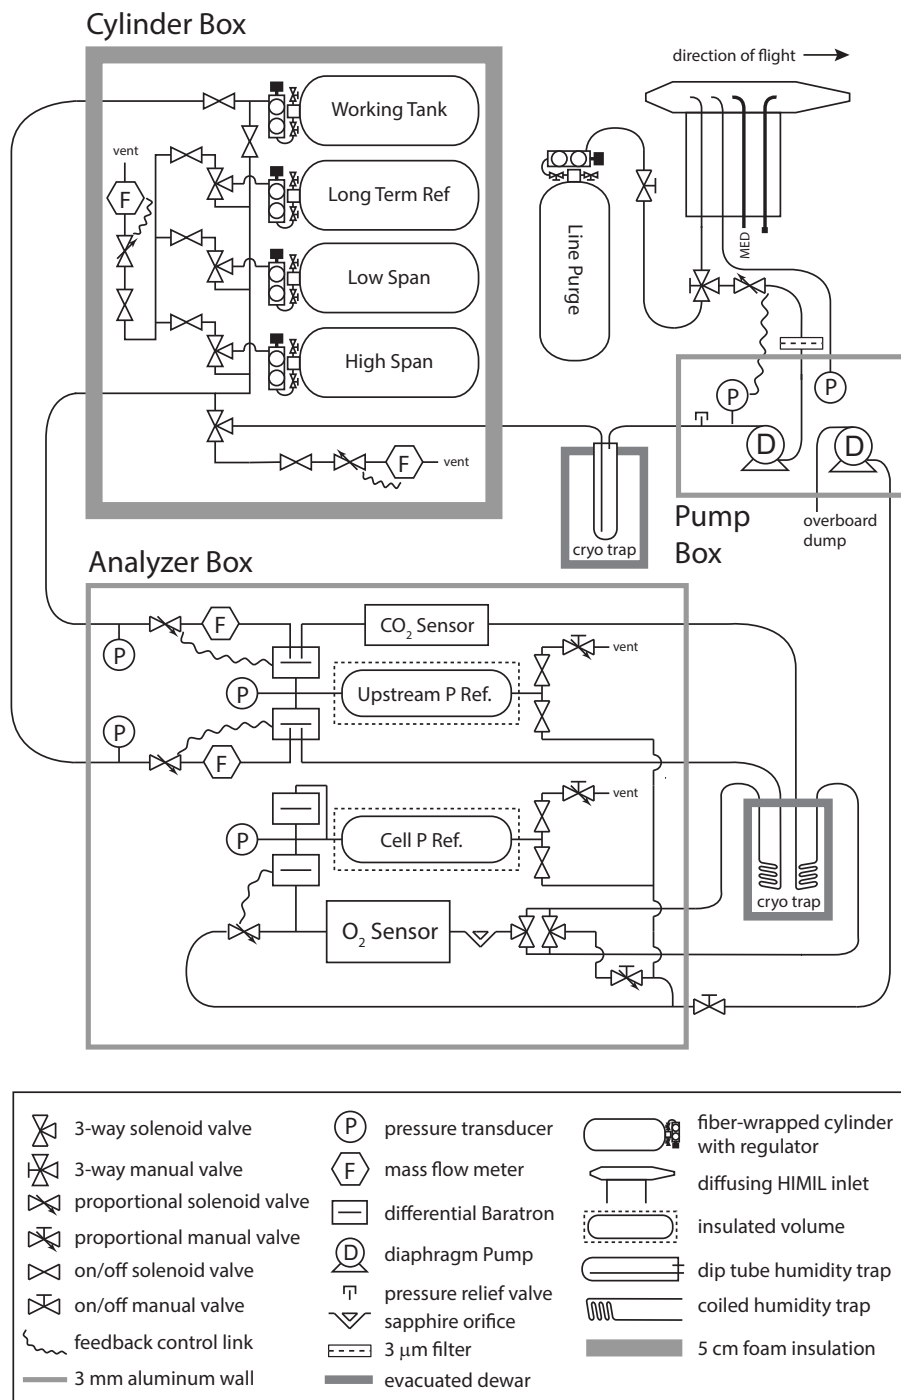 Cylinder Box
direction of flight
Working Tank
vent
F
Long Term Ref
Low Span
High Span
Line Purge
MED
P
P
D
D
F
vent
cryo trap
Pump
Box
overboard
dump
Analyzer Box
F
CO2 Sensor
P
vent
P
Upstream P Ref.
P
F
vent
P
Cell P Ref.
cryo trap
O2 Sensor
3-way solenoid valve
3-way manual valve
proportional solenoid valve
proportional manual valve
on/off solenoid valve
on/off manual valve
feedback control link
3 mm aluminum wall
P
pressure transducer
F
mass flow meter
differential Baratron
D
diaphragm Pump
pressure relief valve
sapphire orifice
3 μm filter
evacuated dewar
fiber-wrapped cylinder
with regulator
diffusing HIMIL inlet
insulated volume
dip tube humidity trap
coiled humidity trap
5 cm foam insulation